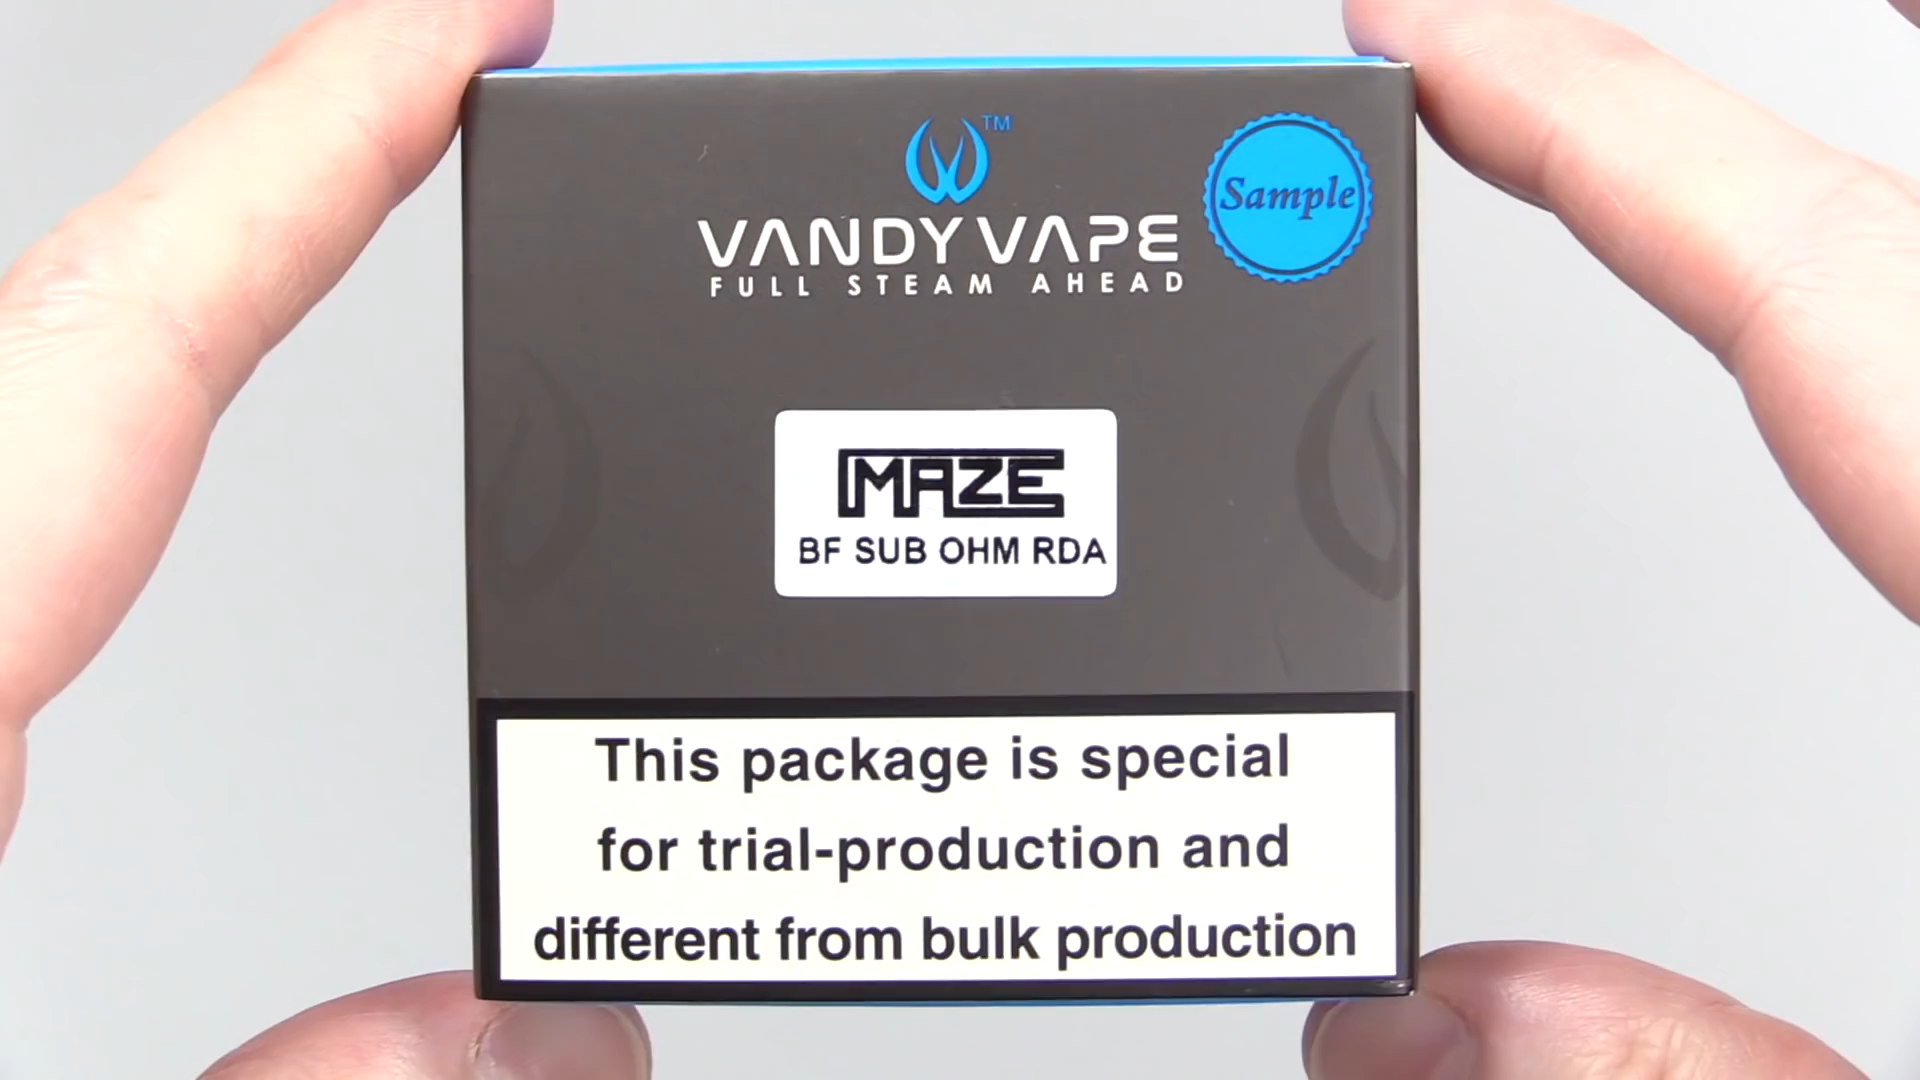 TM
Sample
VANDY VAPE
FULL STEAM AHEAD
MAZE
BF SUB OHM RDA
This package is special
for trial-production and
different from bulk production